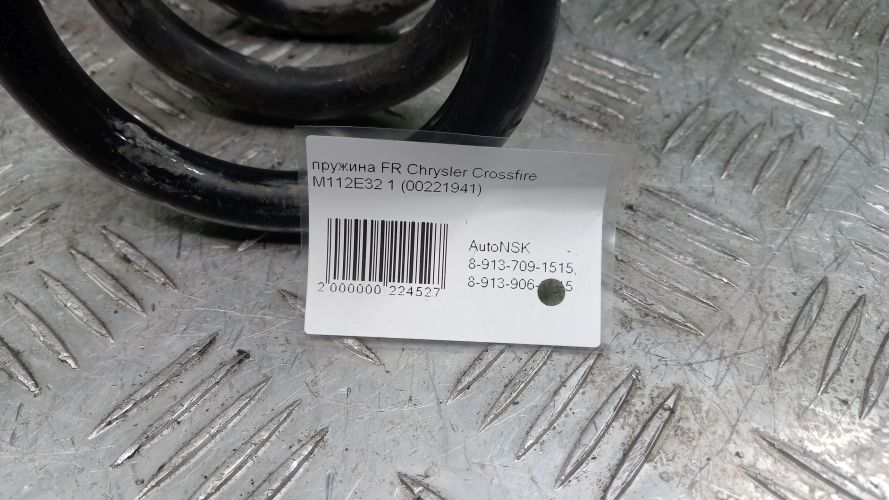 пружина FR Chrysler Crossfire
M112E32 1 (00221941)
AutoNSK
8-913-709-1515,
8-913-906-
2 000000 224527